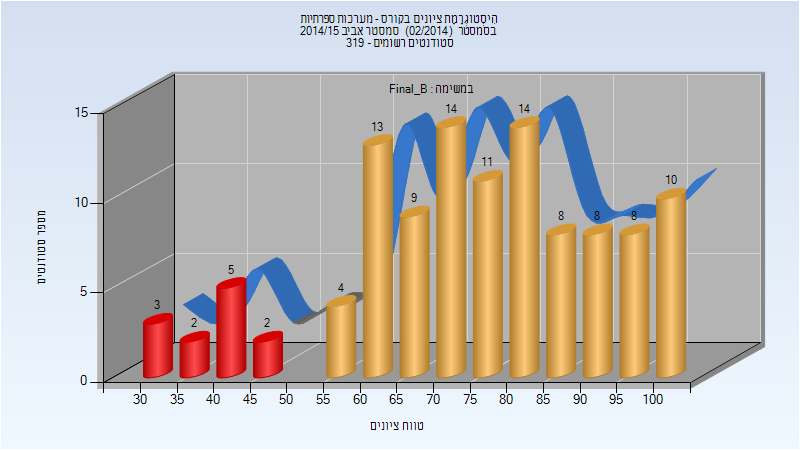 הִיסְטוֹגְרַמַּת ציונים בקורס - מערכות ספרתיות
בסמסטר (02/2014) סמסטר אביב 2014/15
סטודנטים רשומים - 319
במשימה : Final_B
מספר סטודנטים
15
10
5
0
3
2
5
2
4
13
9
14
11
14
8
8
8
10
30 35 40 45 50 55 60 65 70 75 80 85 90 95 100
טווח ציונים